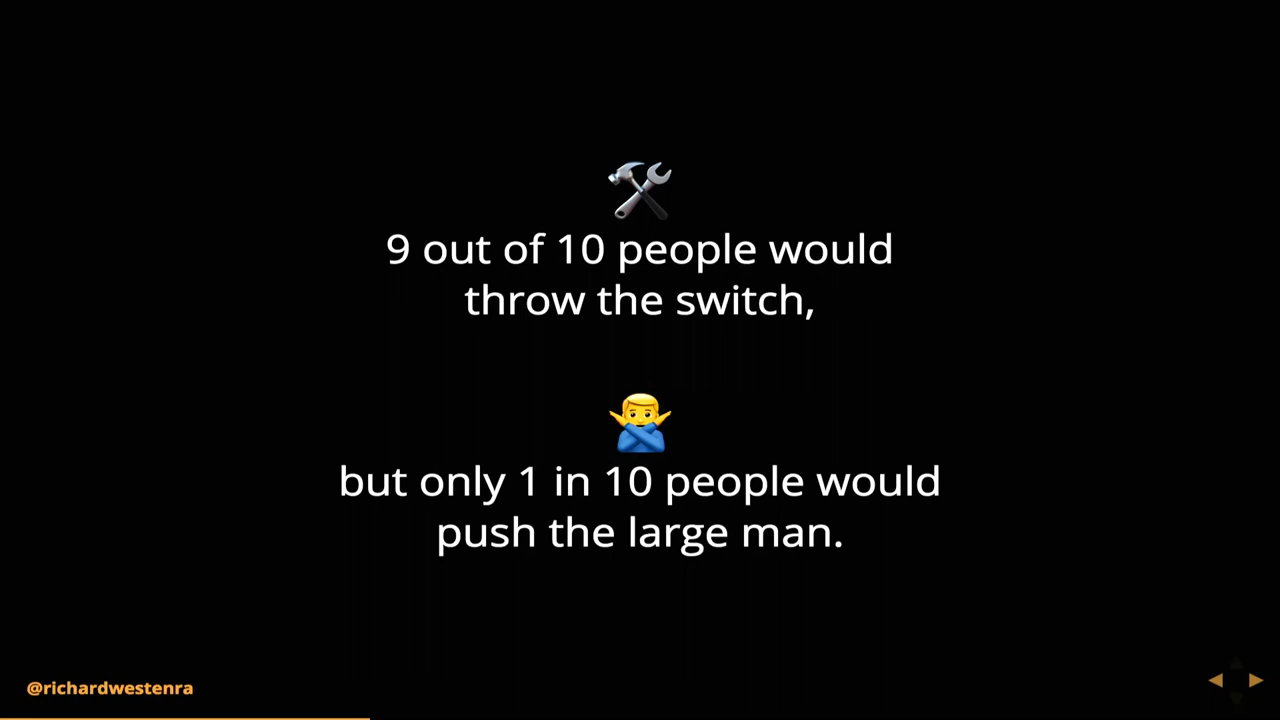 9 out of 10 people would
throw the switch,
but only 1 in 10 people would
push the large man.
@richardwestenra